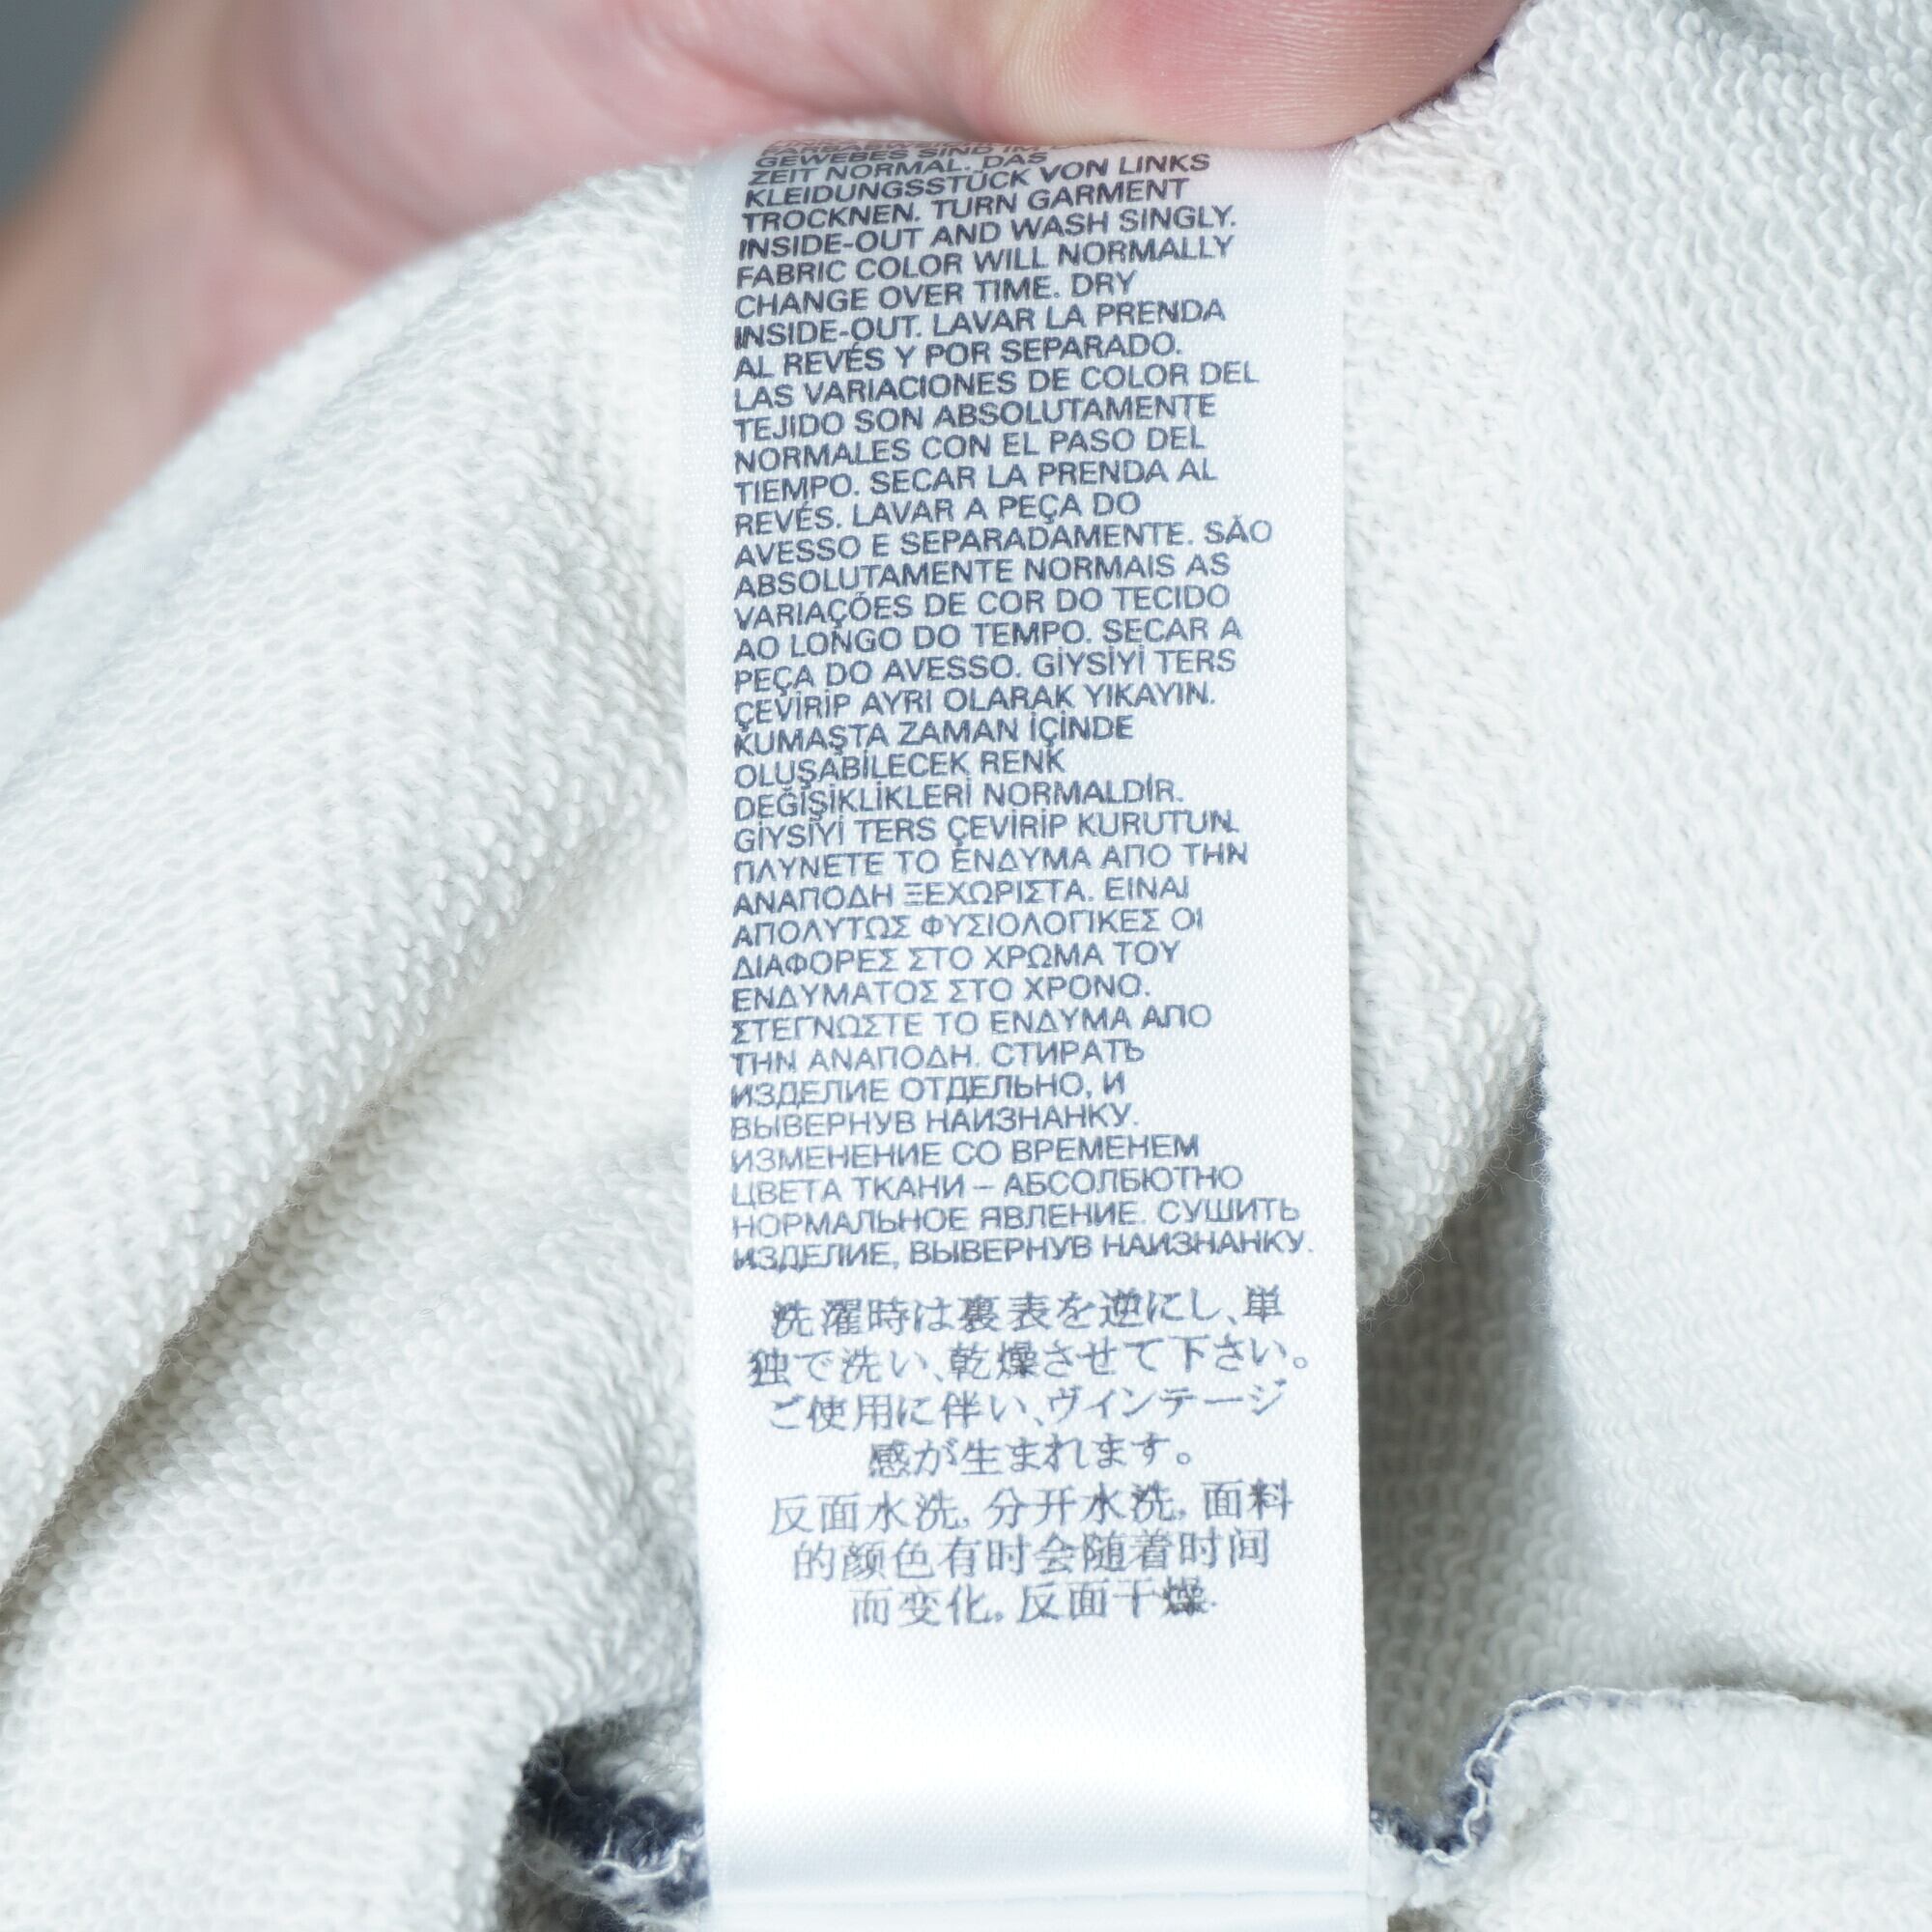 GEWEBES SIND IM
ZEIT NORMAL. DAS
KLEIDUNGSSTÜCK VON LINKS
TROCKNEN. TURN GARMENT
INSIDE-OUT AND WASH SINGLY.
FABRIC COLOR WILL NORMALLY
CHANGE OVER TIME. DRY
INSIDE-OUT. LAVAR LA PRENDA
AL REVÉS Y POR SEPARADO.
LAS VARIACIONES DE COLOR DEL
TEJIDO SON ABSOLUTAMENTE
NORMALES CON EL PASO DEL
TIEMPO. SECAR LA PRENDA AL
REVÉS. LAVAR A PEÇA DO
AVESSO E SEPARADAMENTE. SÃO
ABSOLUTAMENTE NORMAIS AS
VARIAÇÕES DE COR DO TECIDO
AO LONGO DO TEMPO. SECAR A
PEÇA DO AVESSO. GİYSİYİ TERS
ÇEVİRİP AYRI OLARAK YIKAYIN.
KUMAŞTA ZAMAN İÇİNDE
OLUŞABİLECEK RENK
DEĞİŞİKLİKLERİ NORMALDİR.
GİYSİYİ TERS ÇEVİRİP KURUTUN.
ΠΛΥΝΕΤΕ ΤΟ ΕΝΔΥΜΑ ΑΠΟ ΤΗΝ
ΑΝΑΠΟΔΗ ΞΕΧΩΡΙΣΤΑ. ΕΙΝΑΙ
ΑΠΟΛΥΤΩΣ ΦΥΣΙΟΛΟΓΙΚΕΣ ΟΙ
ΔΙΑΦΟΡΕΣ ΣΤΟ ΧΡΩΜΑ ΤΟΥ
ΕΝΔΥΜΑΤΟΣ ΣΤΟ ΧΡΟΝΟ.
ΣΤΕΓΝΩΣΤΕ ΤΟ ΕΝΔΥΜΑ ΑΠΟ
ΤΗΝ ΑΝΑΠΟΔΗ. СТИРАТЬ
ИЗДЕЛИЕ ОТДЕЛЬНО, И
ВЫВЕРНУВ НАИЗНАНКУ.
ИЗМЕНЕНИЕ СО ВРЕМЕНЕМ
ЦВЕТА ТКАНИ – АБСОЛБЮТНО
НОРМАЛЬНОЕ ЯВЛЕНИЕ. СУШИТЬ
ИЗДЕЛИЕ, ВЫВЕРНУВ НАИЗНАНКУ.
洗濯時は裏表を逆にし、単
独で洗い、乾燥させて下さい。
ご使用に伴い、ヴィンテージ
感が生まれます。
反面水洗, 分开水洗, 面料
的颜色有时会随着时间
而变化。反面干燥.